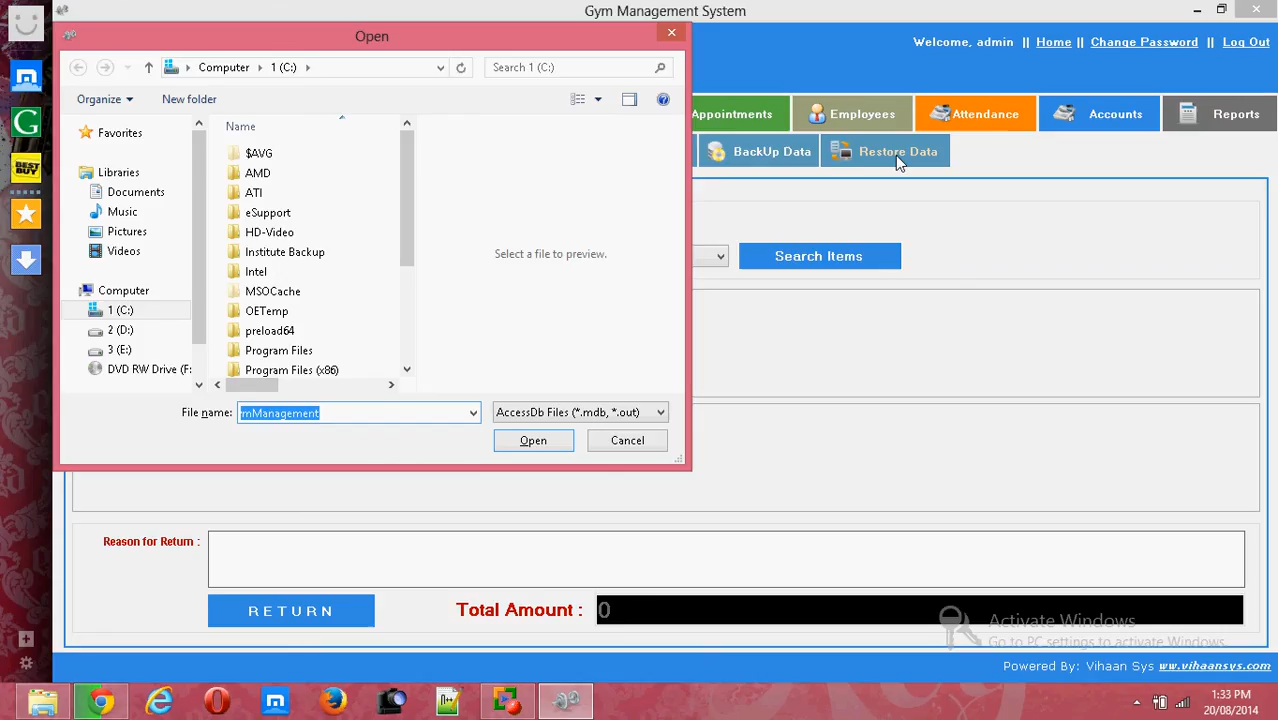 Gym Management System
Open
Welcome, admin || Home || Change Password || Log Out
Computer 1 (C:)
Search 1 (C:)
Organize
New folder
Appointments
Employees
Attendance
Accounts
Reports
BackUp Data
Restore Data
Favorites
Libraries
Documents
Music
Pictures
Videos
Computer
1 (C:)
2 (D:)
3 (E:)
DVD RW Drive (F:
Name
$AVG
AMD
ATI
eSupport
HD-Video
Institute Backup
Intel
MSOCache
OETemp
preload64
Program Files
Program Files (x86)
Select a file to preview.
Search Items
File name:
mManagement
AccessDb Files (*.mdb, *.out)
Open
Cancel
Reason for Return :
RETURN
Total Amount :
0
Activate Windows
Go to PC settings to activate Windows.
Powered By: Vihaan Sys ww.vihaansys.com
G
BEST BUY
1:33 PM
20/08/2014